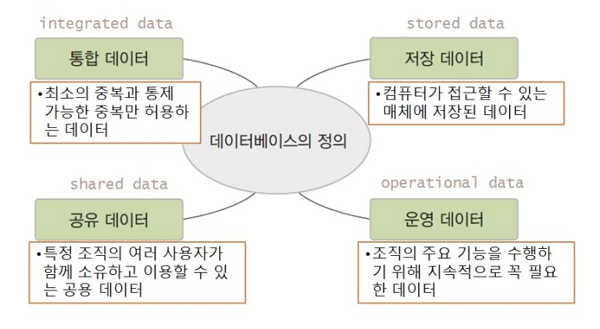 integrated data
통합 데이터
•최소의 중복과 통제
가능한 중복만 허용하
는 데이터
stored data
저장 데이터
•컴퓨터가 접근할 수 있는
매체에 저장된 데이터
데이터베이스의 정의
shared data
공유 데이터
•특정 조직의 여러 사용자가
함께 소유하고 이용할 수 있
는 공용 데이터
operational data
운영 데이터
•조직의 주요 기능을 수행하
기 위해 지속적으로 꼭 필요
한 데이터